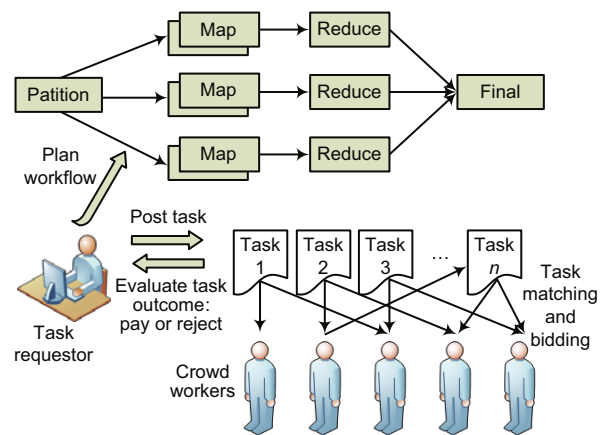 Map
Reduce
Patition
Map
Reduce
Final
Map
Reduce
Plan
workflow
Post task
Evaluate task
outcome:
pay or reject
Task
requestor
Task
1
Task
2
Task
3
...
Task
n
Task
matching
and
bidding
Crowd
workers